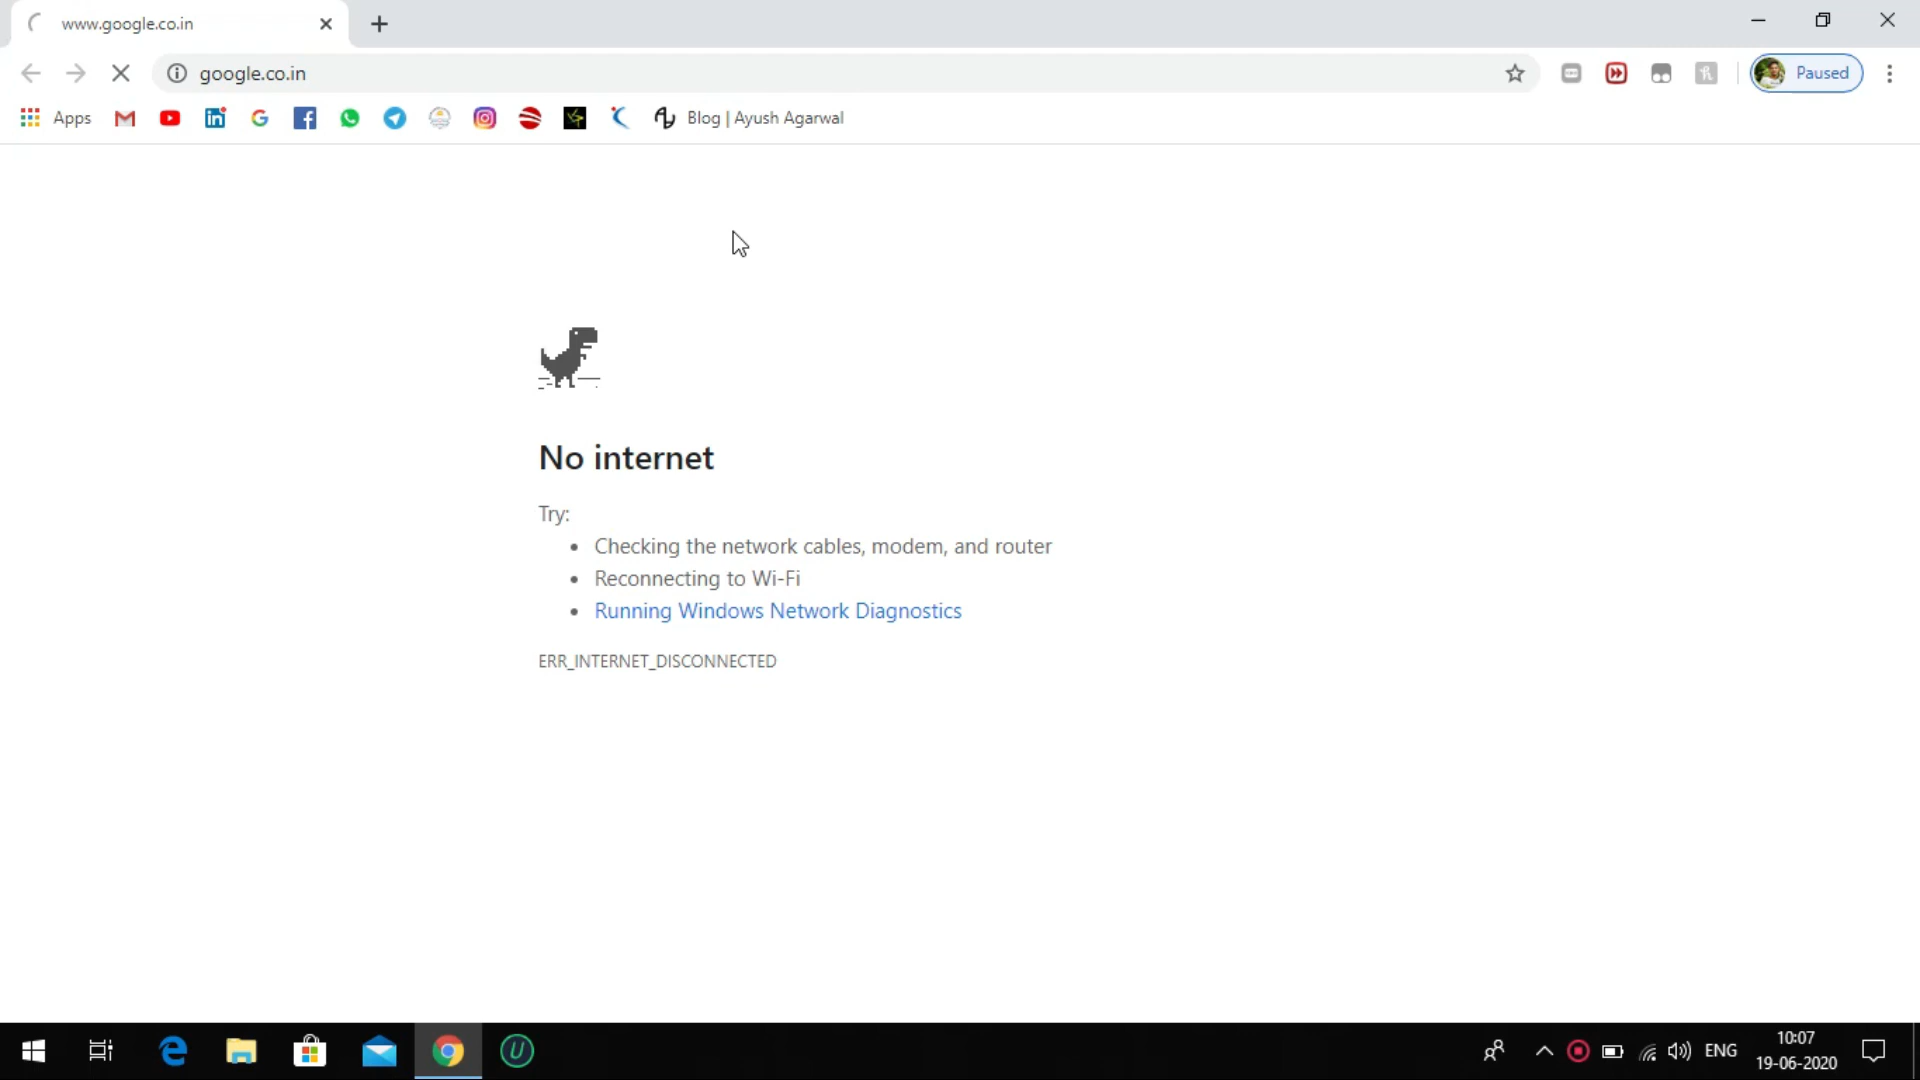 www.google.co.in
google.co.in
Paused
Apps
Blog | Ayush Agarwal
No internet
Try:
Checking the network cables, modem, and router
Reconnecting to Wi-Fi
Running Windows Network Diagnostics
ERR_INTERNET_DISCONNECTED
ENG
10:07
19-06-2020